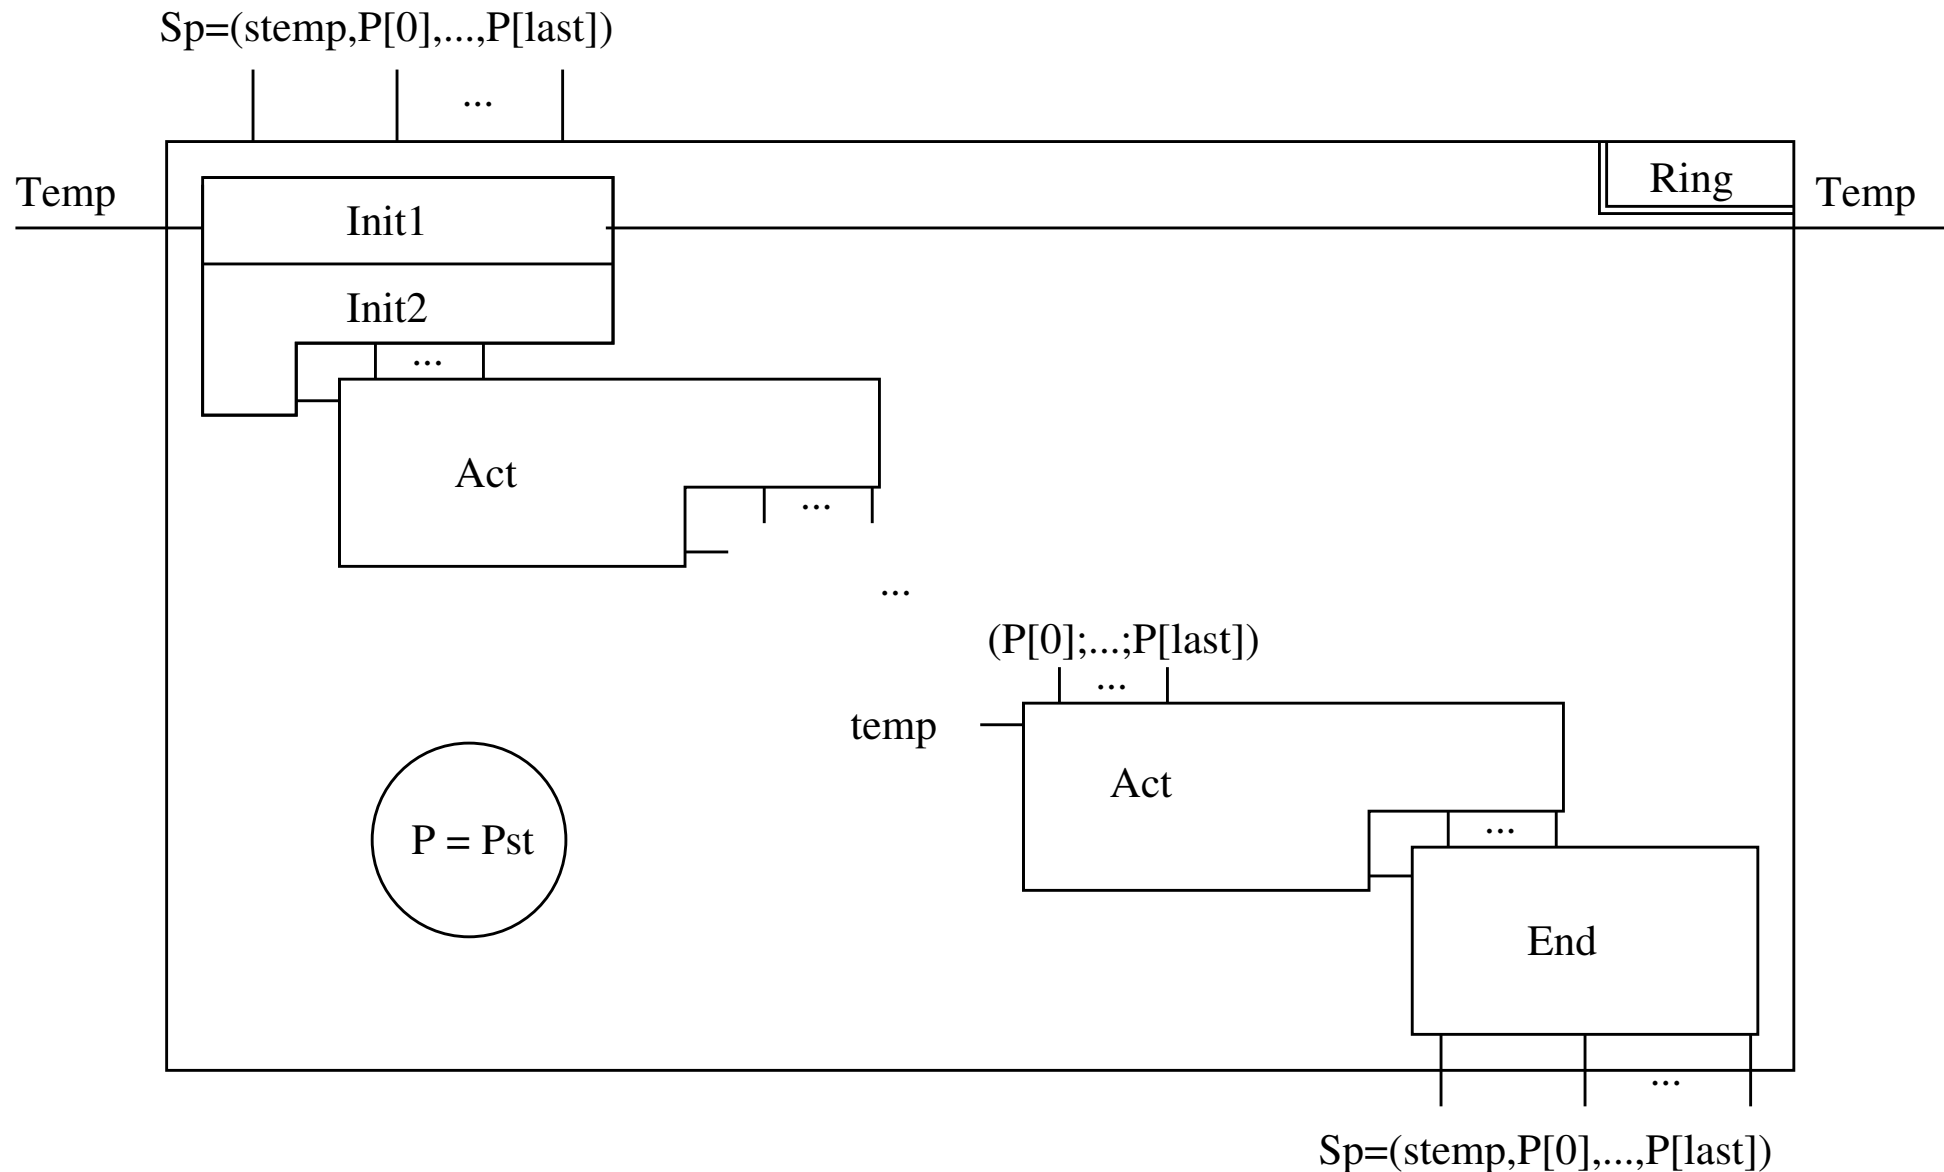 Sp=(stemp,P[0],...,P[last])
...
Ring
Temp
Temp
Init1
Init2
...
Act
...
...
(P[0];...;P[last])
...
temp
Act
...
P = Pst
End
...
Sp=(stemp,P[0],...,P[last])